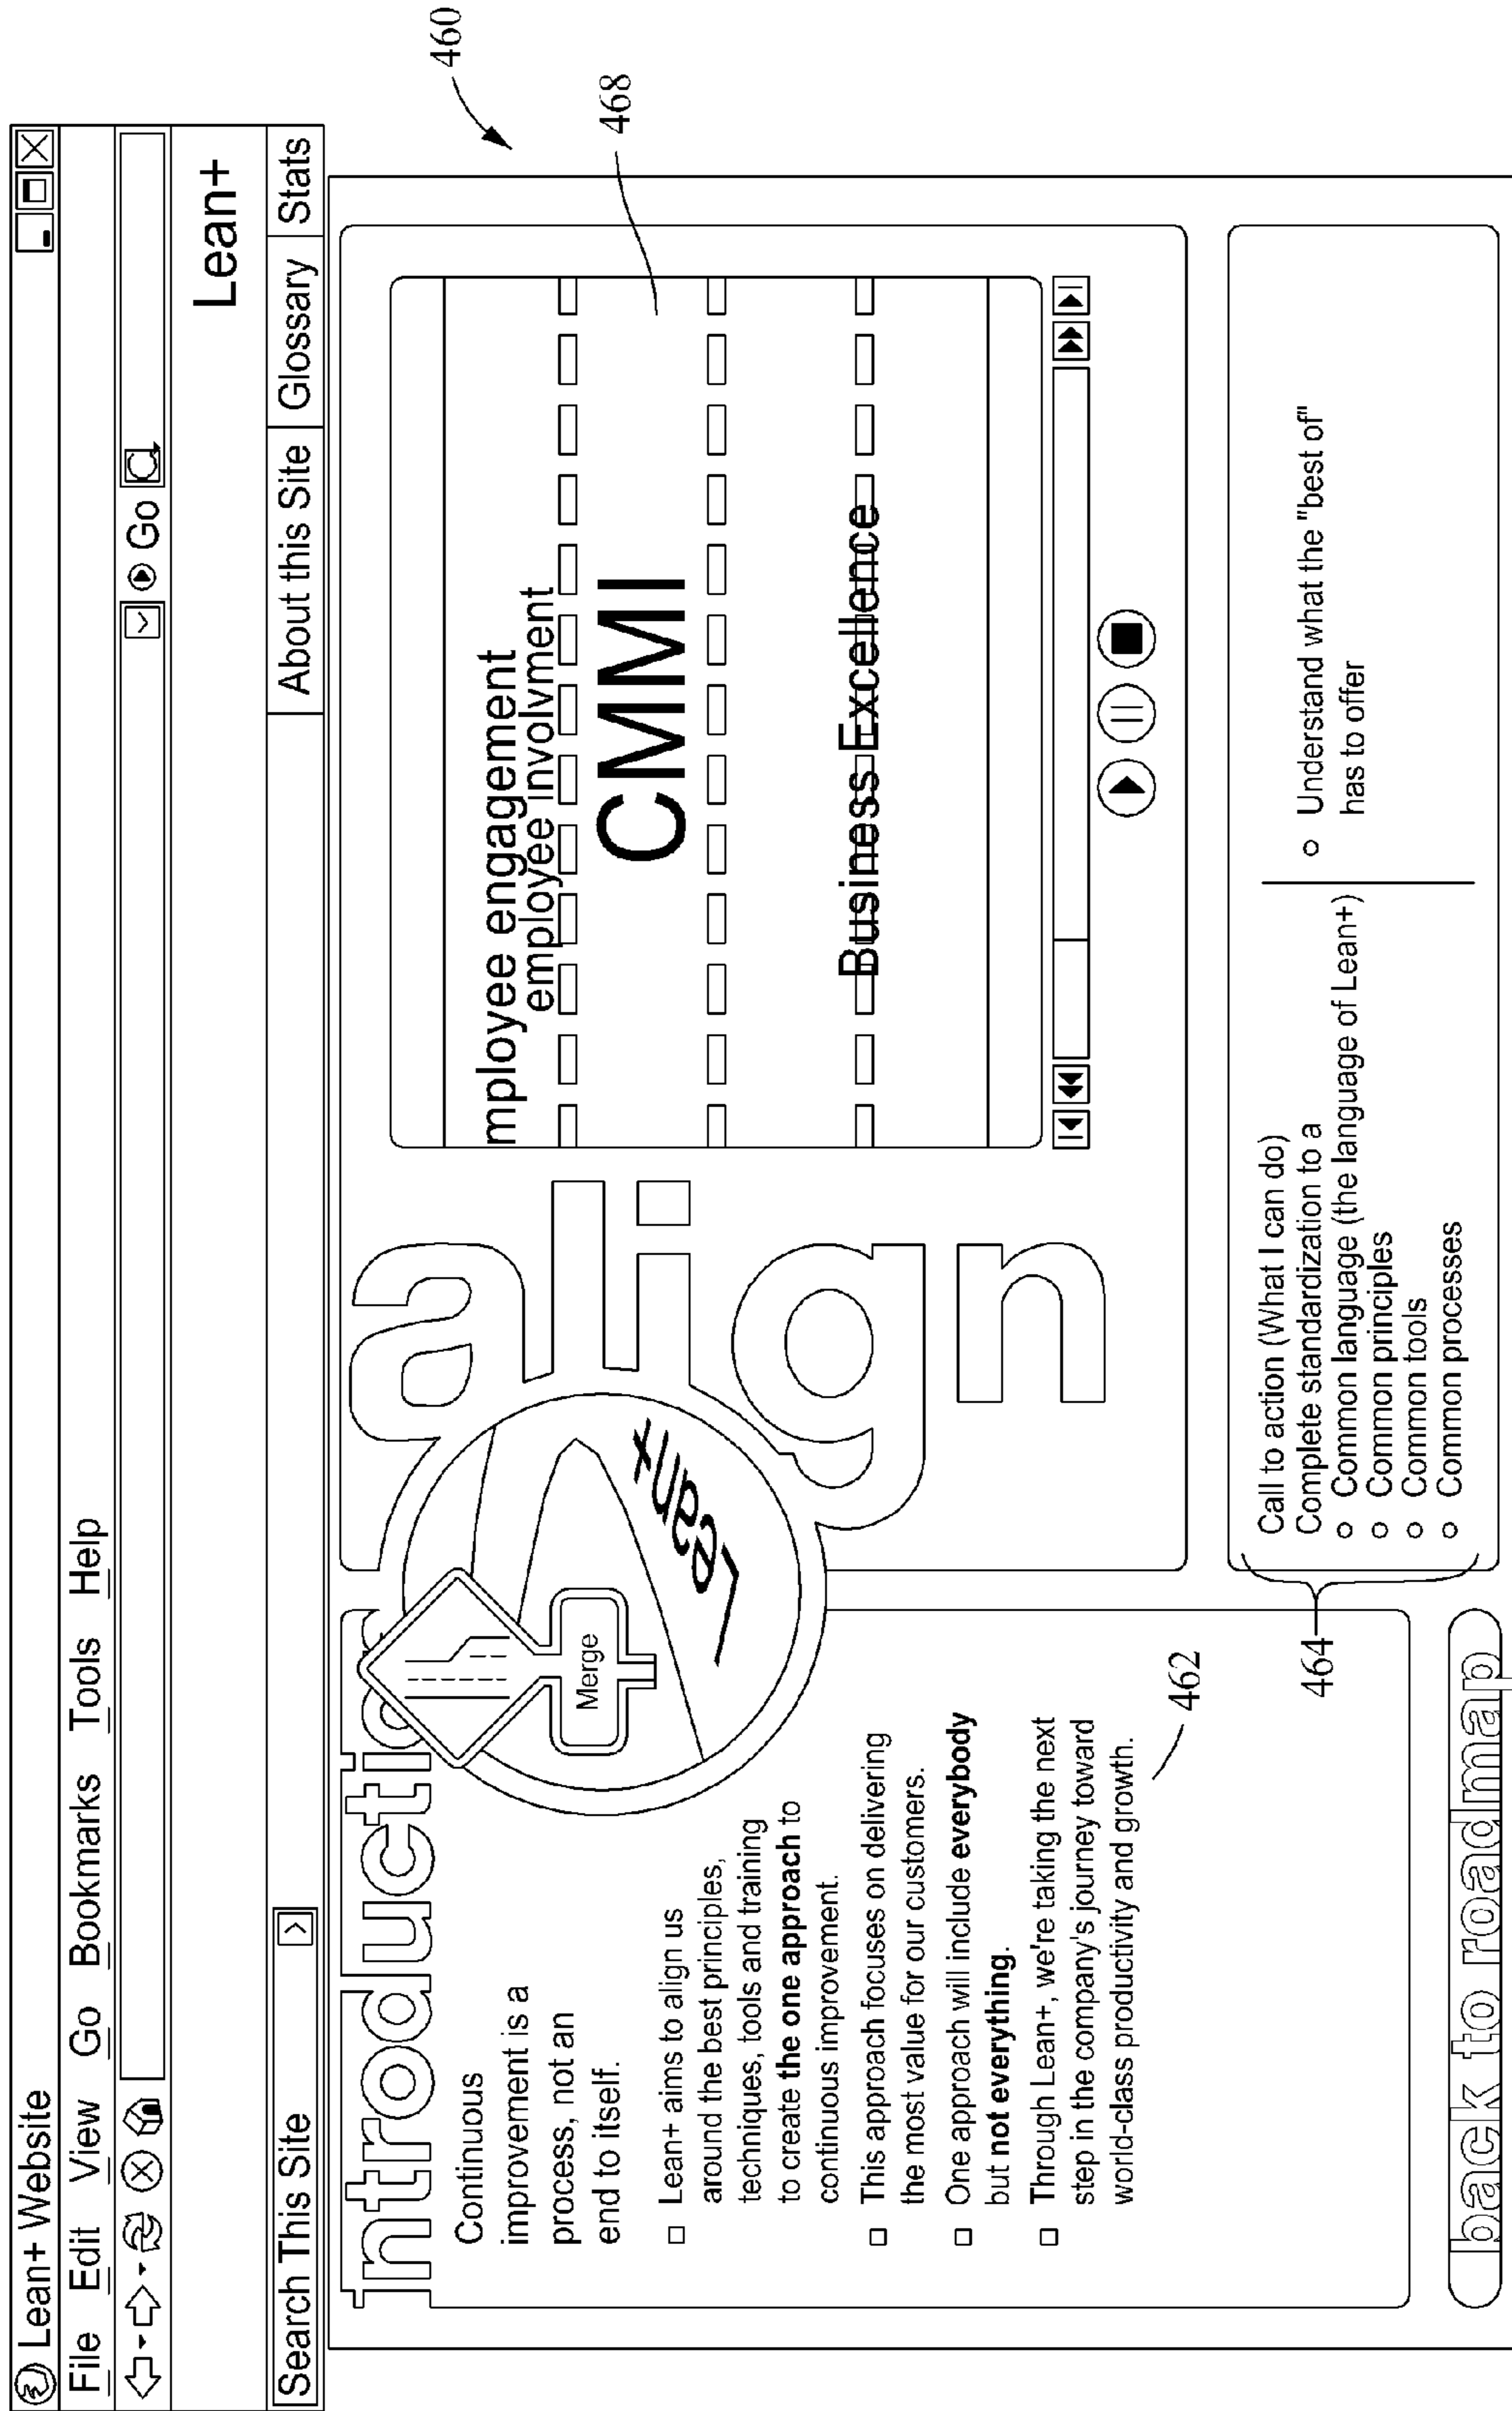 Lean+ Website
File Edit View Go Bookmarks Tools Help
Go
Lean+
Search This Site
About this Site Glossary Stats
introduction
Continuous
improvement is a
process, not an
end to itself.
Lean+ aims to align us
around the best principles,
techniques, tools and training
to create the one approach to
continuous improvement.
This approach focuses on delivering
the most value for our customers.
One approach will include everybody
but not everything.
Through Lean+, we're taking the next
step in the company's journey toward
world-class productivity and growth.
462
Merge
Lean+
align
mployee engagement
employee involvment
CMMI
Business Excellence
468
460
464
Call to action (What I can do)
Complete standardization to a
Common language (the language of Lean+)
Common principles
Common tools
Common processes
Understand what the "best of"
has to offer
back to roadmap